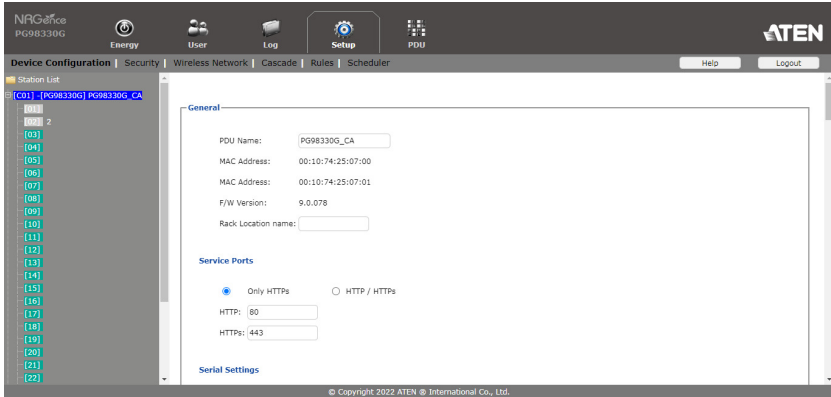 NRGence
PG98330G
Energy
User
Log
Setup
PDU
ATEN
Device Configuration | Security | Wireless Network | Cascade | Rules | Scheduler
Help
Logout
Station List
[C01] -[PG98330G] PG98330G_CA
[01]
[02] 2
[03]
[04]
[05]
[06]
[07]
[08]
[09]
[10]
[11]
[12]
[13]
[14]
[15]
[16]
[17]
[18]
[19]
[20]
[21]
[22]
General
PDU Name: PG98330G_CA
MAC Address: 00:10:74:25:07:00
MAC Address: 00:10:74:25:07:01
F/W Version: 9.0.078
Rack Location name:
Service Ports
Only HTTPs
HTTP / HTTPs
HTTP: 80
HTTPs: 443
Serial Settings
© Copyright 2022 ATEN ® International Co., Ltd.